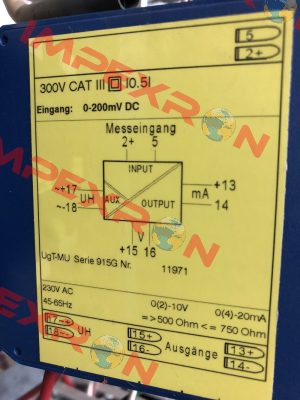 5
2+
300V CAT III I0.5I
Eingang: 0-200mV DC
Messeingang
2+ 5
INPUT
~+17 UH AUX OUTPUT mA +13
~-18 14
V
+15 16
UgT-MU Serie 915G Nr. 11971
230V AC 0(2)-10V 0(4)-20mA
45-65Hz =>500 Ohm <= 750 Ohm
17~+ UH 15+ Ausgänge 13+
18~- 16- 14-
IMPEXRON
IMPEXRON